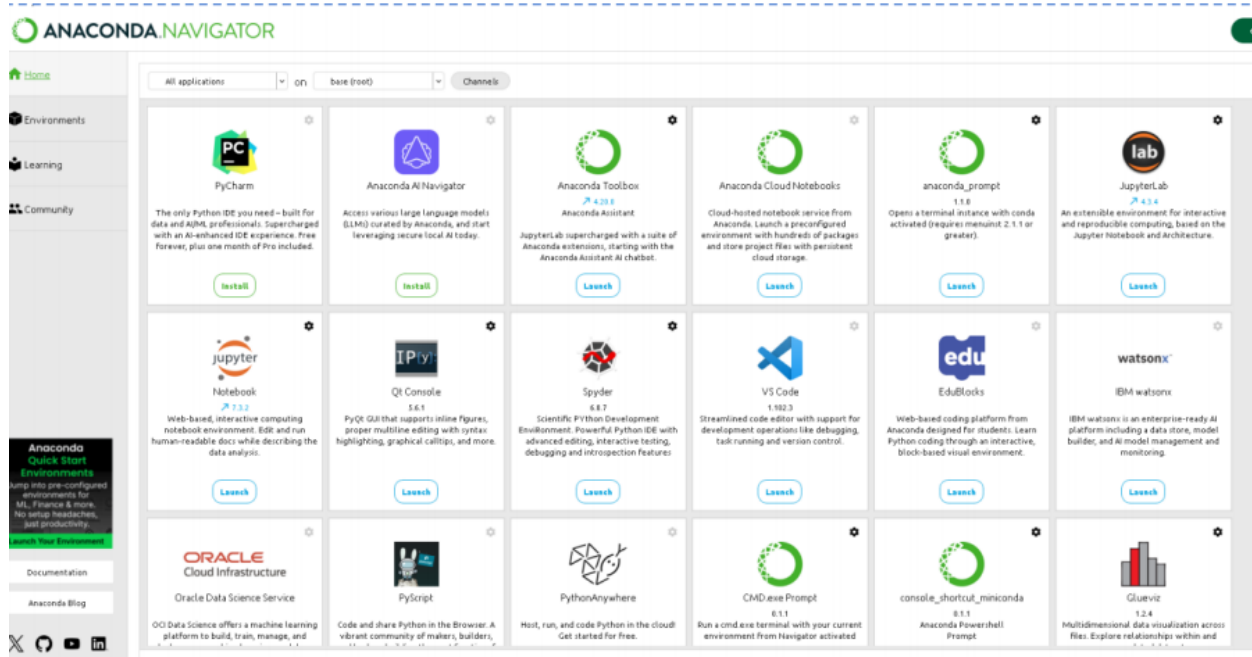 ANACONDA.NAVIGATOR
Home
Environments
Learning
Community
All applications
on
base (root)
Channels
PC
PyCharm
The only Python IDE you need – built for
data and AI/ML professionals. Supercharged
with an AI-enhanced IDE experience. Free
forever, plus one month of Pro included.
Install
Anaconda AI Navigator
Access various large language models
(LLMs) curated by Anaconda, and start
leveraging secure local AI today.
Install
Anaconda Toolbox
4.20.0
Anaconda Assistant
JupyterLab supercharged with a suite of
Anaconda extensions, starting with the
Anaconda Assistant AI chatbot.
Launch
Anaconda Cloud Notebooks
Cloud-hosted notebook service from
Anaconda. Launch a preconfigured
environment with hundreds of packages
and store project files with persistent
cloud storage.
Launch
anaconda_prompt
1.1.0
Opens a terminal instance with conda
activated (requires menuinst 2.1.1 or
greater).
Launch
lab
JupyterLab
4.3.4
An extensible environment for interactive
and reproducible computing, based on the
Jupyter Notebook and Architecture.
Launch
jupyter
Notebook
7.3.2
Web-based, interactive computing
notebook environment. Edit and run
human-readable docs while describing the
data analysis.
Launch
IP[y]:
Qt Console
5.6.1
PyQt GUI that supports inline figures,
proper multiline editing with syntax
highlighting, graphical calltips, and more.
Launch
Spyder
6.0.7
Scientific PYthon Development
EnviRonment. Powerful Python IDE with
advanced editing, interactive testing,
debugging and introspection features
Launch
VS Code
1.102.3
Streamlined code editor with support for
development operations like debugging,
task running and version control.
Launch
edu
EduBlocks
Web-based coding platform from
Anaconda designed for students. Learn
Python coding through an interactive,
block-based visual environment.
Launch
watsonx
IBM watsonx
IBM watsonx is an enterprise-ready AI
platform including a data store, model
builder, and AI model management and
monitoring.
Launch
ORACLE
Cloud Infrastructure
Oracle Data Science Service
OCI Data Science offers a machine learning
platform to build, train, manage, and
PyScript
Code and share Python in the Browser. A
vibrant community of makers, builders,
PythonAnywhere
Host, run, and code Python in the cloud!
Get started for free.
CMD.exe Prompt
0.1.1
Run a cmd.exe terminal with your current
environment from Navigator activated
console_shortcut_miniconda
0.1.1
Anaconda Powershell
Prompt
Glueviz
1.2.4
Multidimensional data visualization across
files. Explore relationships within and
Anaconda
Quick Start
Environments
Jump into pre-configured
environments for
ML, Finance & more.
No setup headaches,
just productivity.
Launch Your Environment
Documentation
Anaconda Blog